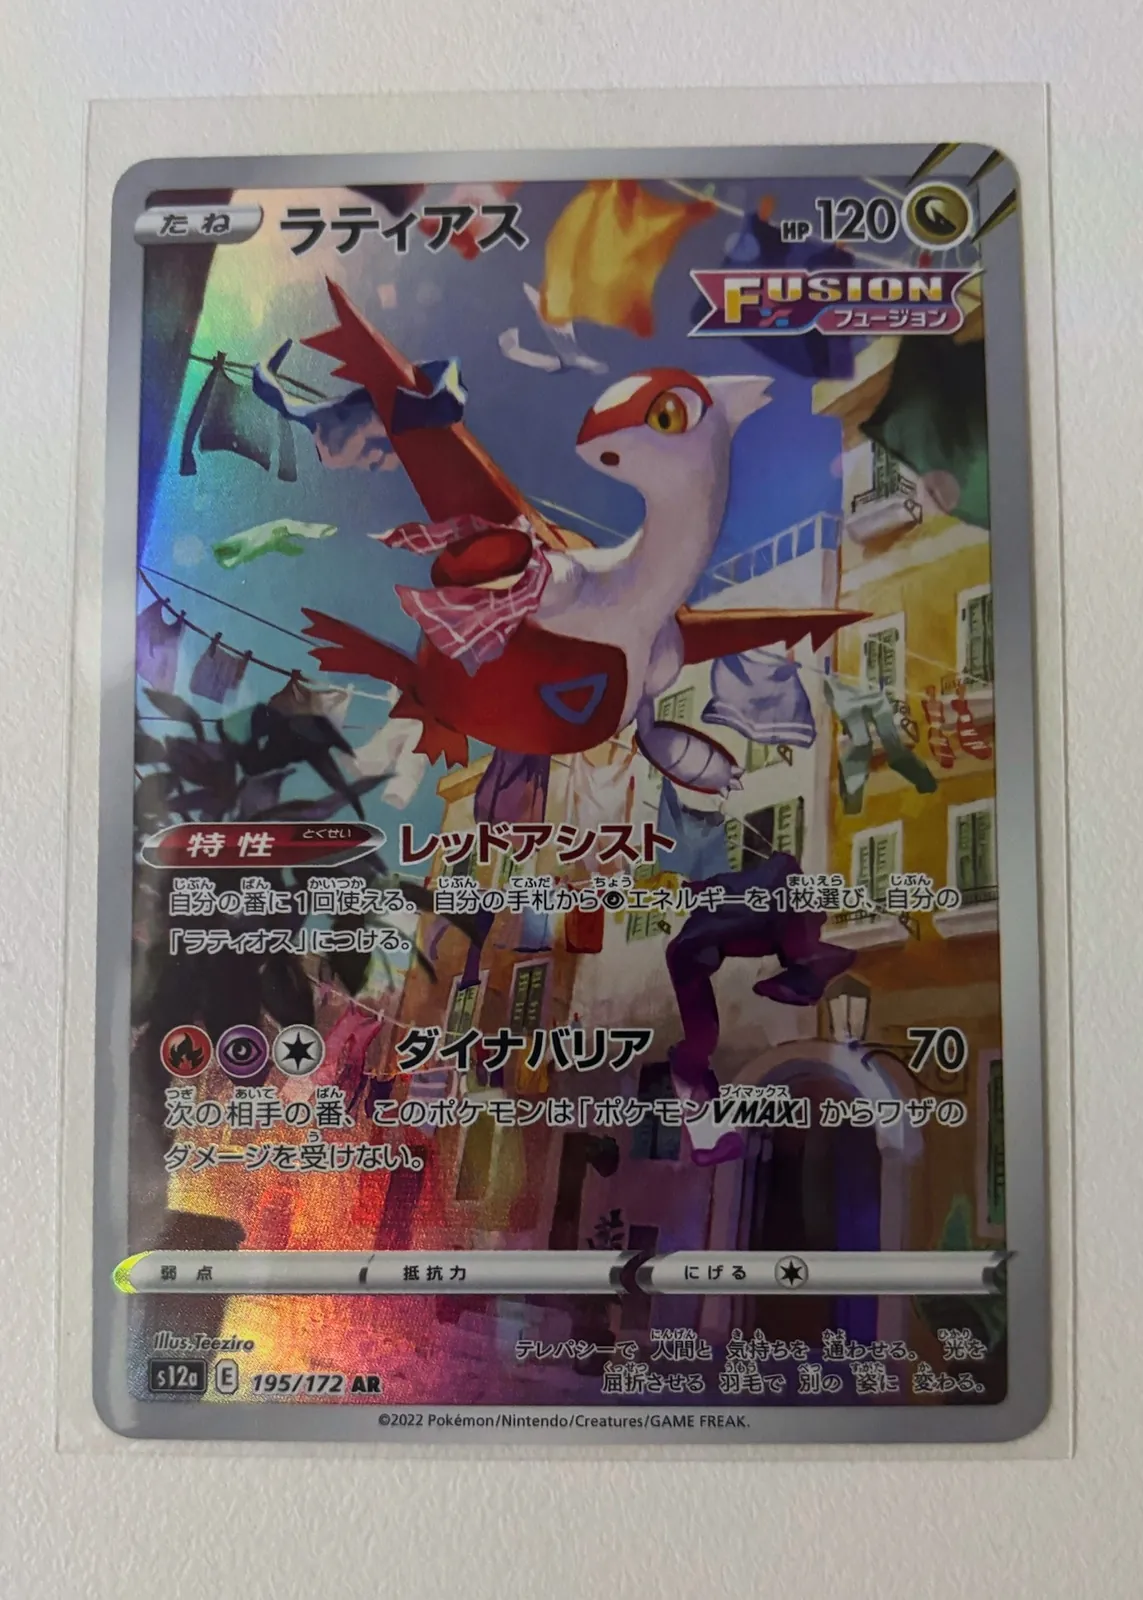 たね ラティアス HP 120
FUSION
フュージョン
特性 とくせい レッドアシスト
自分の番に1回使える。自分の手札からエネルギーを1枚選び、自分の
「ラティオス」につける。
ダイナバリア 70
次の相手の番、このポケモンは「ポケモンVMAX」からワザの
ダメージを受けない。
弱点 抵抗力 にげる
Illus. Teeziro
s12a E 195/172 AR
テレパシーで 人間と 気持ちを 通わせる。 光を
屈折させる 羽毛で 別の 姿に 変わる。
©2022 Pokémon/Nintendo/Creatures/GAME FREAK.